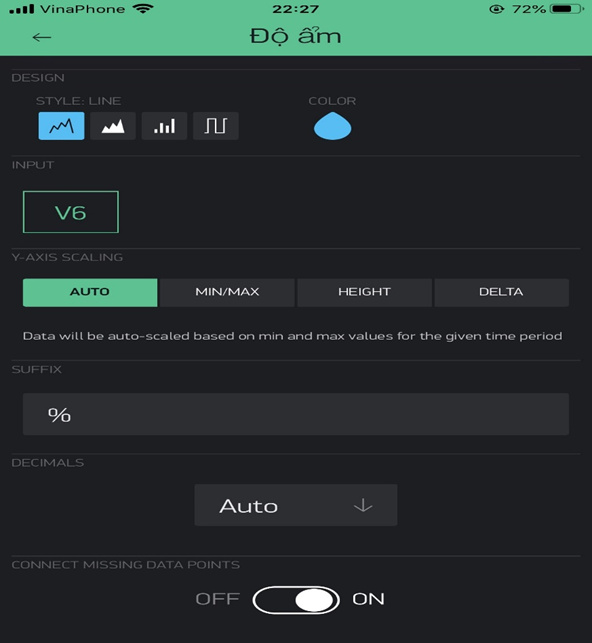 VinaPhone 22:27 72%
Độ ẩm
DESIGN
STYLE: LINE COLOR
INPUT
V6
Y-AXIS SCALING
AUTO MIN/MAX HEIGHT DELTA
Data will be auto-scaled based on min and max values for the given time period
SUFFIX
%
DECIMALS
Auto
CONNECT MISSING DATA POINTS
OFF ON